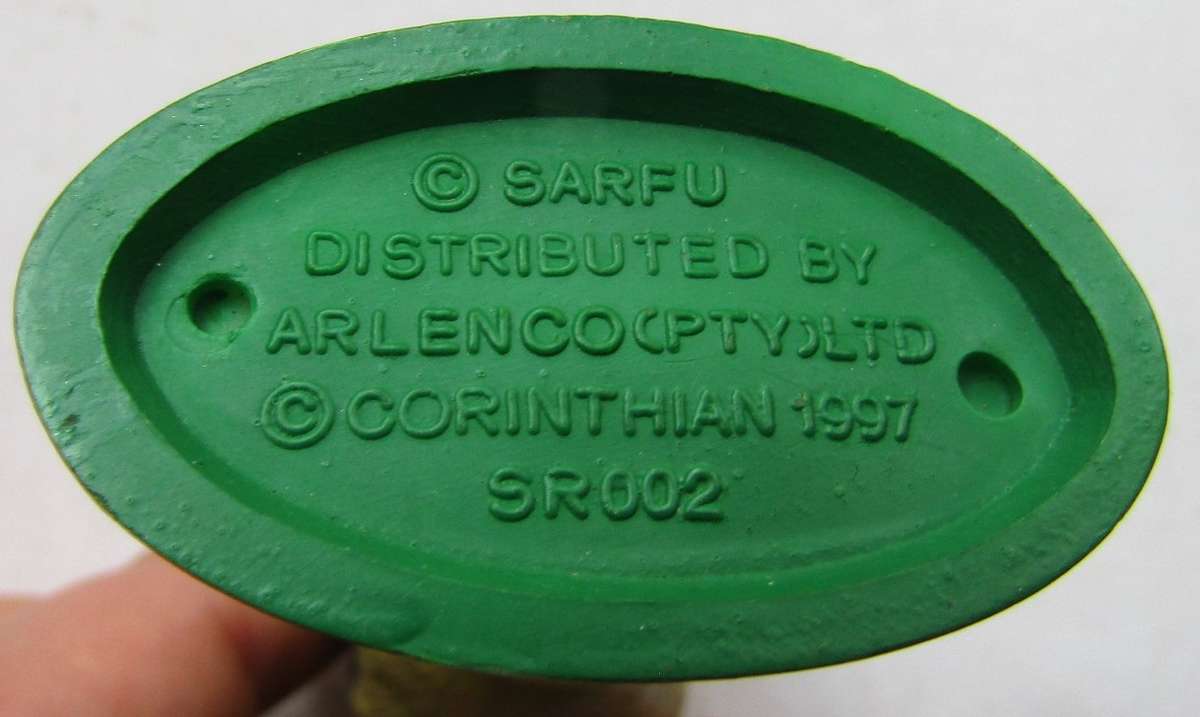 © SARFU
DISTRIBUTED BY
ARLENCO(PTY)LTD
©CORINTHIAN 1997
SR002